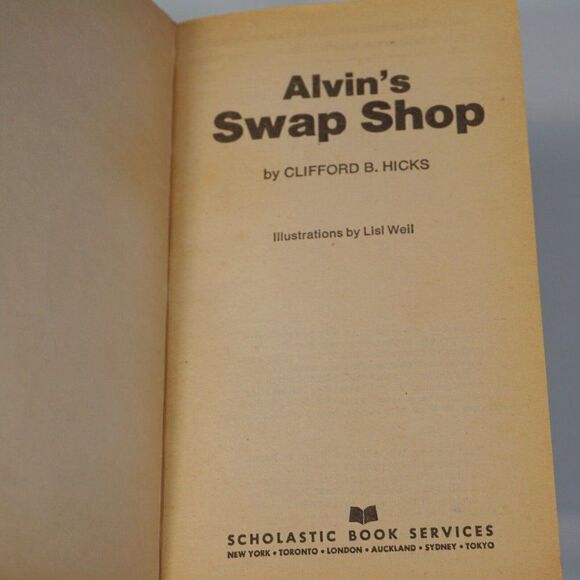 Alvin's
Swap Shop
by CLIFFORD B. HICKS
Illustrations by Lisl Weil
SCHOLASTIC BOOK SERVICES
NEW YORK • TORONTO • LONDON • AUCKLAND • SYDNEY • TOKYO